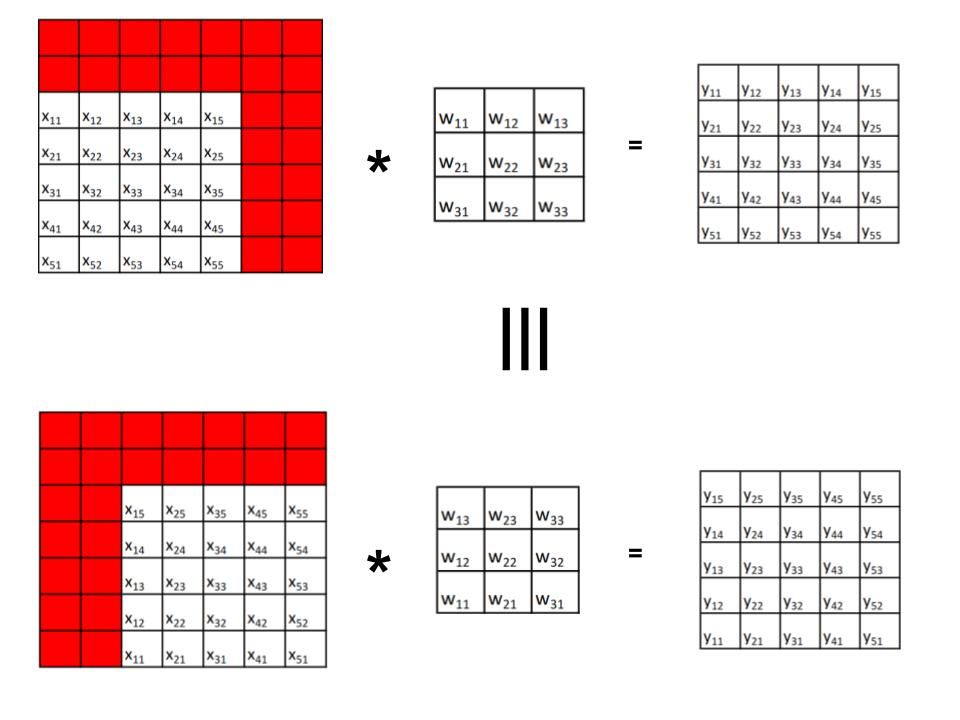 x₁₁ x₁₂ x₁₃ x₁₄ x₁₅
x₂₁ x₂₂ x₂₃ x₂₄ x₂₅
x₃₁ x₃₂ x₃₃ x₃₄ x₃₅
x₄₁ x₄₂ x₄₃ x₄₄ x₄₅
x₅₁ x₅₂ x₅₃ x₅₄ x₅₅
*
w₁₁ w₁₂ w₁₃
w₂₁ w₂₂ w₂₃
w₃₁ w₃₂ w₃₃
=
y₁₁ y₁₂ y₁₃ y₁₄ y₁₅
y₂₁ y₂₂ y₂₃ y₂₄ y₂₅
y₃₁ y₃₂ y₃₃ y₃₄ y₃₅
y₄₁ y₄₂ y₄₃ y₄₄ y₄₅
y₅₁ y₅₂ y₅₃ y₅₄ y₅₅
|||
x₁₅ x₂₅ x₃₅ x₄₅ x₅₅
x₁₄ x₂₄ x₃₄ x₄₄ x₅₄
x₁₃ x₂₃ x₃₃ x₄₃ x₅₃
x₁₂ x₂₂ x₃₂ x₄₂ x₅₂
x₁₁ x₂₁ x₃₁ x₄₁ x₅₁
*
w₁₃ w₂₃ w₃₃
w₁₂ w₂₂ w₃₂
w₁₁ w₂₁ w₃₁
=
y₁₅ y₂₅ y₃₅ y₄₅ y₅₅
y₁₄ y₂₄ y₃₄ y₄₄ y₅₄
y₁₃ y₂₃ y₃₃ y₄₃ y₅₃
y₁₂ y₂₂ y₃₂ y₄₂ y₅₂
y₁₁ y₂₁ y₃₁ y₄₁ y₅₁